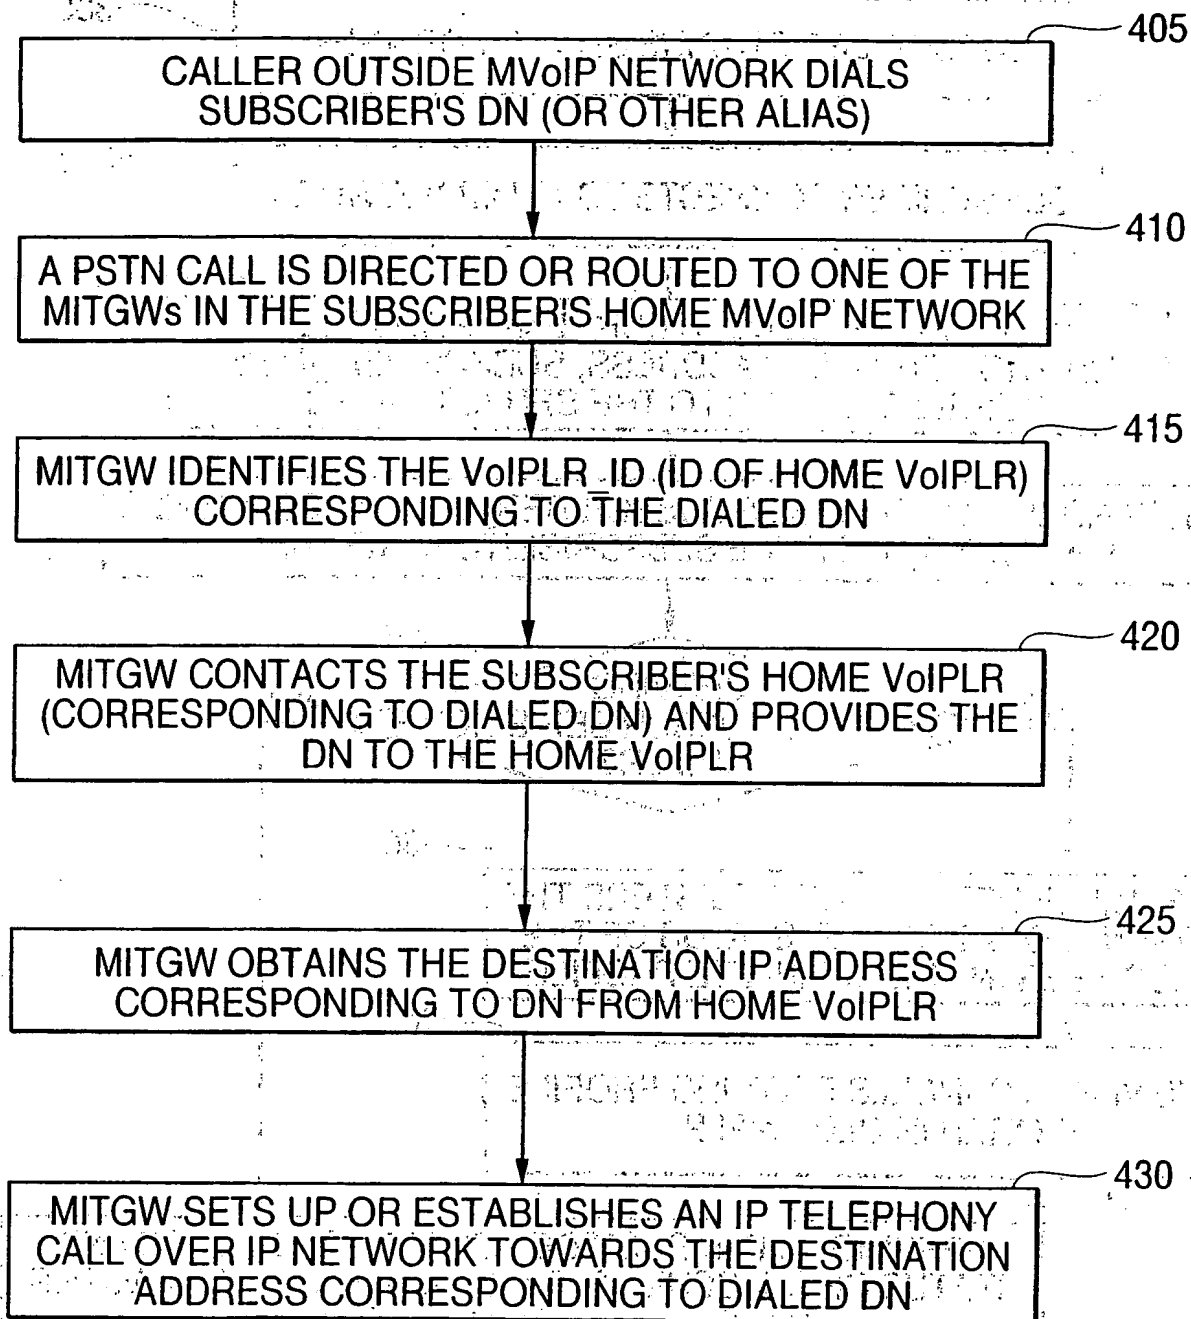 405
CALLER OUTSIDE MVoIP NETWORK DIALS
SUBSCRIBER'S DN (OR OTHER ALIAS)
410
A PSTN CALL IS DIRECTED OR ROUTED TO ONE OF THE
MITGWs IN THE SUBSCRIBER'S HOME MVoIP NETWORK
415
MITGW IDENTIFIES THE VoIPLR_ID (ID OF HOME VoIPLR)
CORRESPONDING TO THE DIALED DN
420
MITGW CONTACTS THE SUBSCRIBER'S HOME VoIPLR
(CORRESPONDING TO DIALED DN) AND PROVIDES THE
DN TO THE HOME VoIPLR
425
MITGW OBTAINS THE DESTINATION IP ADDRESS
CORRESPONDING TO DN FROM HOME VoIPLR
430
MITGW SETS UP OR ESTABLISHES AN IP TELEPHONY
CALL OVER IP NETWORK TOWARDS THE DESTINATION
ADDRESS CORRESPONDING TO DIALED DN